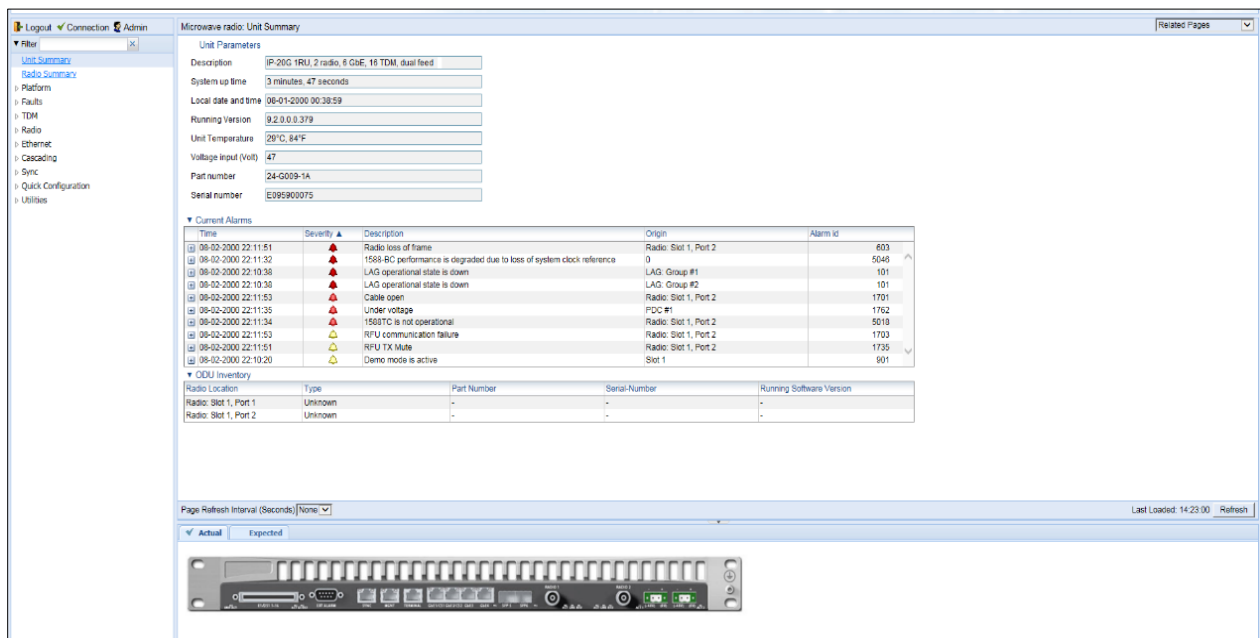 Logout Connection Admin
Filter
Unit Summary
Radio Summary
Platform
Faults
TDM
Radio
Ethernet
Cascading
Sync
Quick Configuration
Utilities
Microwave radio: Unit Summary
Related Pages
Unit Parameters
Description IP-20G 1RU, 2 radio, 6 GbE, 16 TDM, dual feed
System up time 3 minutes, 47 seconds
Local date and time 08-01-2000 00:38:59
Running Version 9.2.0.0.0.379
Unit Temperature 29°C, 84°F
Voltage input (Volt) 47
Part number 24-G009-1A
Serial number E095900075
Current Alarms
Time Severity ▲ Description Origin Alarm id
08-02-2000 22:11:51 Radio loss of frame Radio: Slot 1, Port 2 603
08-02-2000 22:11:32 1588-BC performance is degraded due to loss of system clock reference 0 5046
08-02-2000 22:10:38 LAG operational state is down LAG: Group #1 101
08-02-2000 22:10:38 LAG operational state is down LAG: Group #2 101
08-02-2000 22:11:53 Cable open Radio: Slot 1, Port 2 1701
08-02-2000 22:11:35 Under voltage PDC #1 1762
08-02-2000 22:11:34 1588TC is not operational Radio: Slot 1, Port 2 5018
08-02-2000 22:11:53 RFU communication failure Radio: Slot 1, Port 2 1703
08-02-2000 22:11:51 RFU TX Mute Radio: Slot 1, Port 2 1735
08-02-2000 22:10:20 Demo mode is active Slot 1 901
ODU Inventory
Radio Location Type Part Number Serial-Number Running Software Version
Radio: Slot 1, Port 1 Unknown - - -
Radio: Slot 1, Port 2 Unknown - - -
Page Refresh Interval (Seconds) None
Last Loaded: 14:23:00 Refresh
Actual Expected
RADIO 1 RADIO 2
EXT ALARM SYNC MGMT TERMINAL